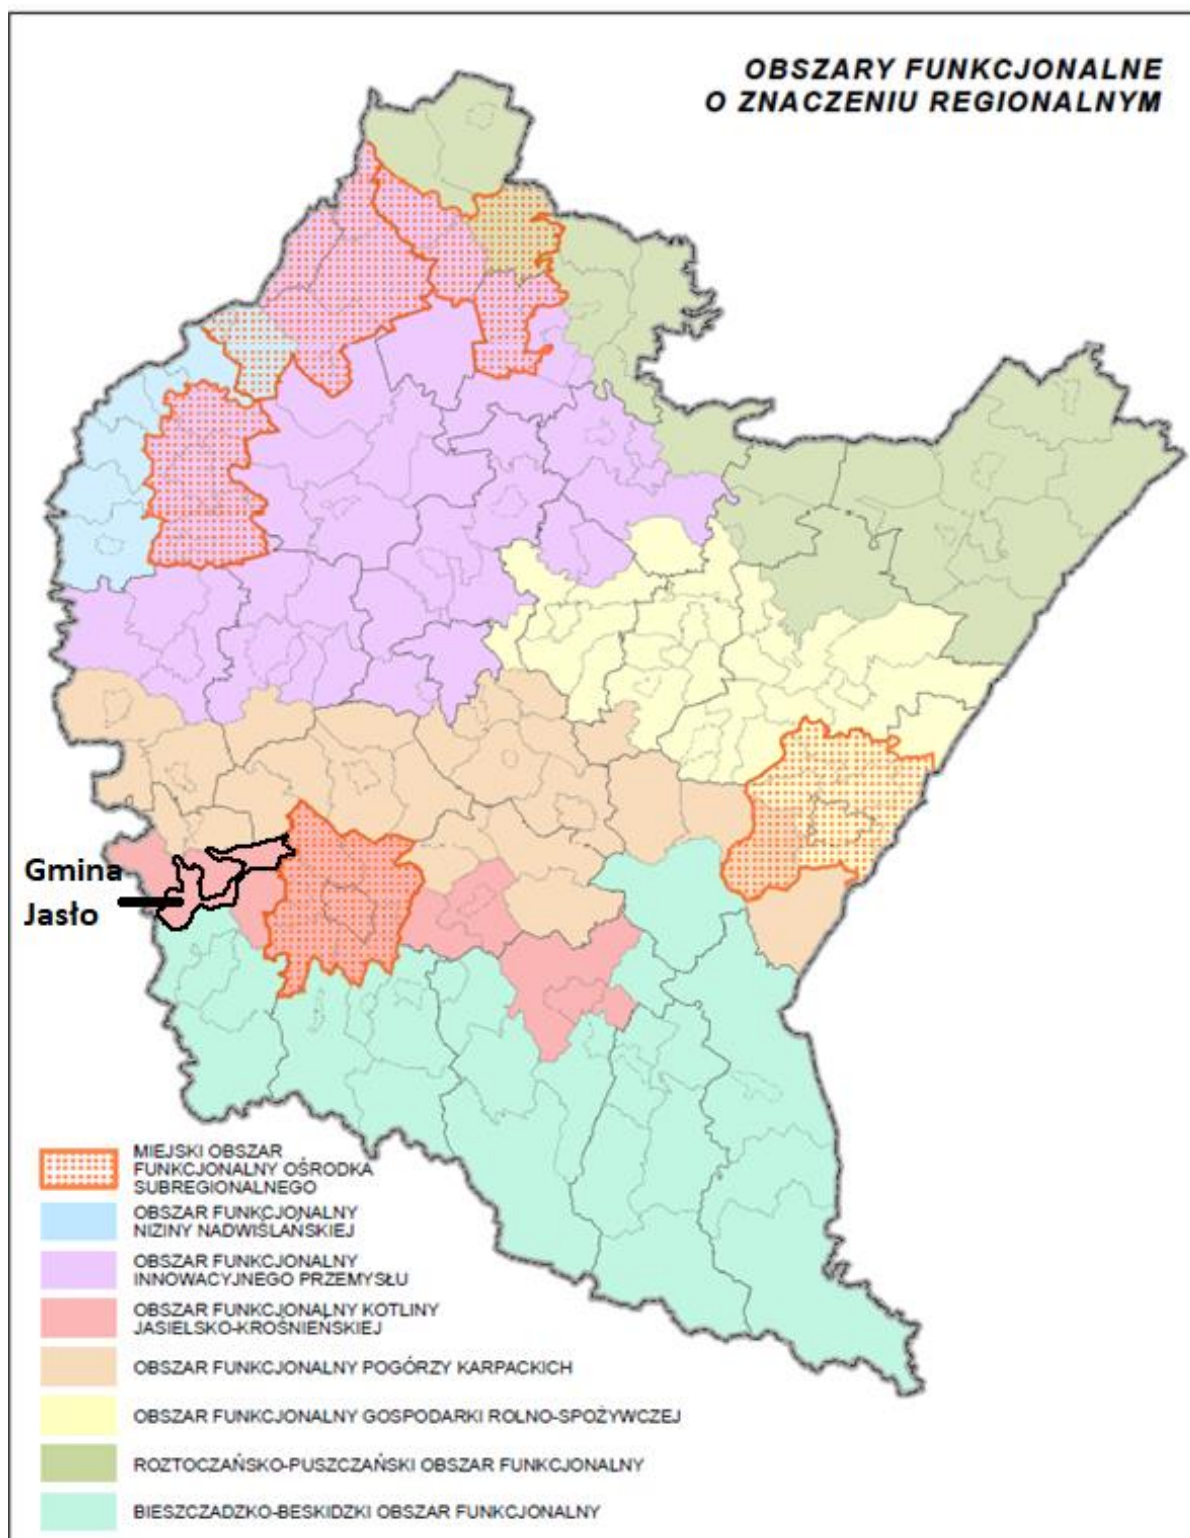 OBSZARY FUNKCJONALNE
O ZNACZENIU REGIONALNYM
Gmina
Jasło
MIEJSKI OBSZAR
FUNKCJONALNY OŚRODKA
SUBREGIONALNEGO
OBSZAR FUNKCJONALNY
NIZINY NADWIŚLAŃSKIEJ
OBSZAR FUNKCJONALNY
INNOWACYJNEGO PRZEMYSŁU
OBSZAR FUNKCJONALNY KOTLINY
JASIELSKO-KROŚNIEŃSKIEJ
OBSZAR FUNKCJONALNY POGÓRZY KARPACKICH
OBSZAR FUNKCJONALNY GOSPODARKI ROLNO-SPOŻYWCZEJ
ROZTOCZAŃSKO-PUSZCZAŃSKI OBSZAR FUNKCJONALNY
BIESZCZADZKO-BESKIDZKI OBSZAR FUNKCJONALNY